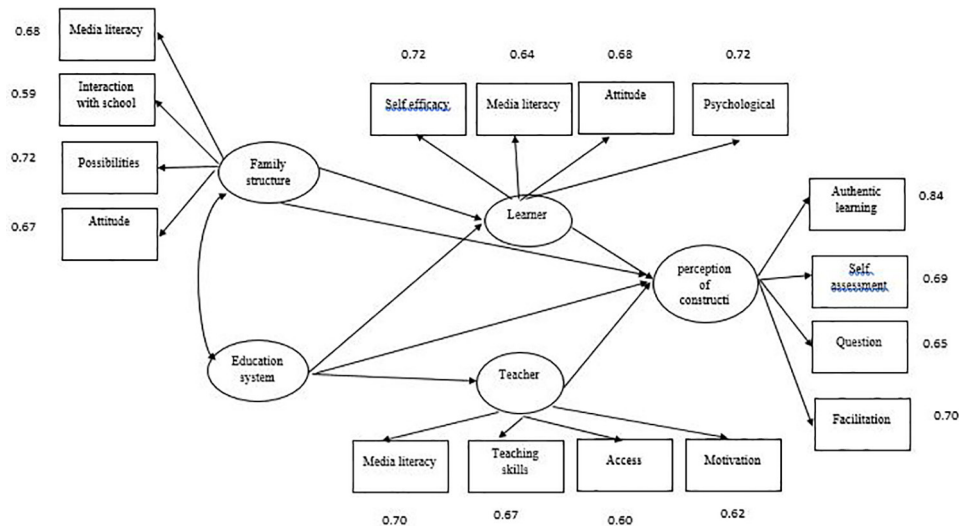 0.68
Media literacy
0.59
Interaction
with school
0.72
Possibilities
0.67
Attitude
Family
structure
Education
system
0.72
0.64
0.68
0.72
Self efficacy
Media literacy
Attitude
Psychological
Learner
Teacher
perception
of
constructi
Authentic
learning
0.84
Self
assessment
0.69
Question
0.65
Facilitation
0.70
Media literacy
Teaching
skills
Access
Motivation
0.70
0.67
0.60
0.62